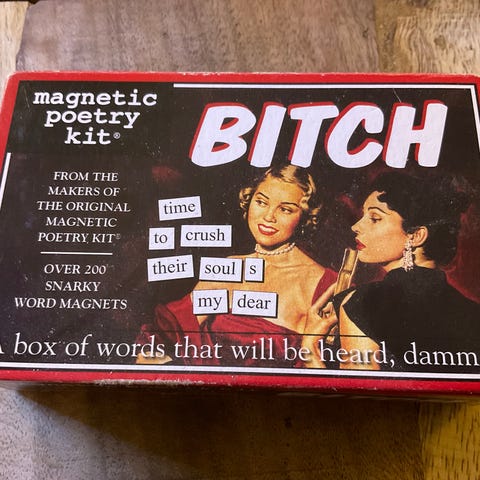 magnetic
poetry
kit®
BITCH
FROM THE
MAKERS OF
THE ORIGINAL
MAGNETIC
POETRY KIT®
OVER 200
SNARKY
WORD MAGNETS
time
to crush
their soul s
my dear
A box of words that will be heard, damm